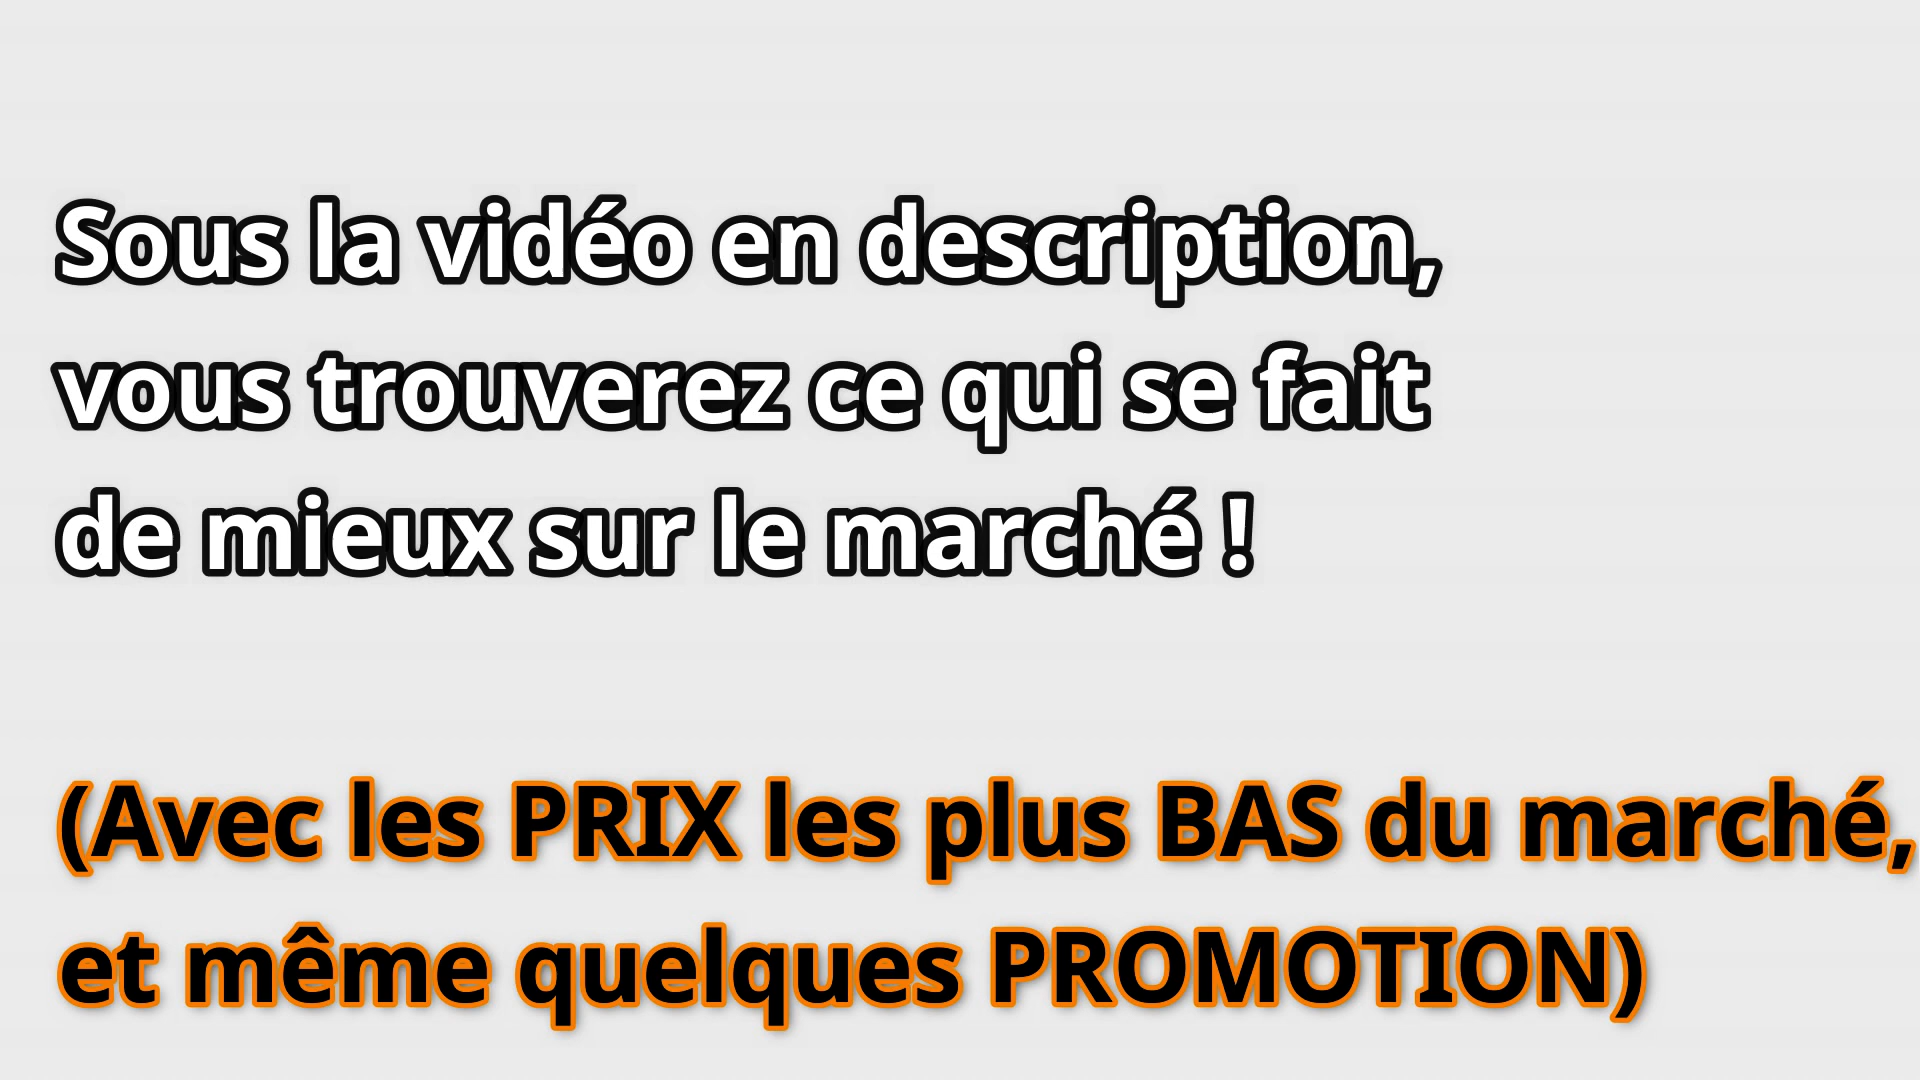 Sous la vidéo en description,
vous trouverez ce qui se fait
de mieux sur le marché !
(Avec les PRIX les plus BAS du marché,
et même quelques PROMOTION)